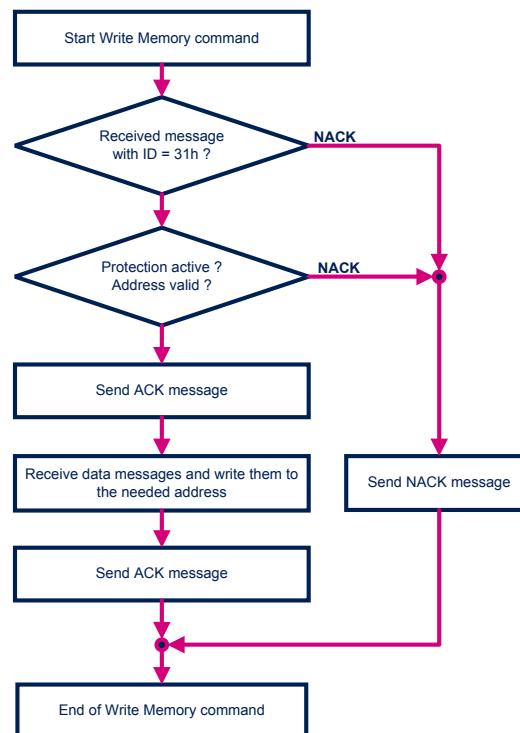 Start Write Memory command
Received message
with ID = 31h ?
NACK
Protection active ?
Address valid ?
NACK
Send ACK message
Receive data messages and write them to
the needed address
Send NACK message
Send ACK message
End of Write Memory command